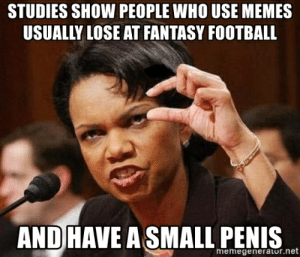 STUDIES SHOW PEOPLE WHO USE MEMES
USUALLY LOSE AT FANTASY FOOTBALL
AND HAVE A SMALL PENIS
memegenerator.net